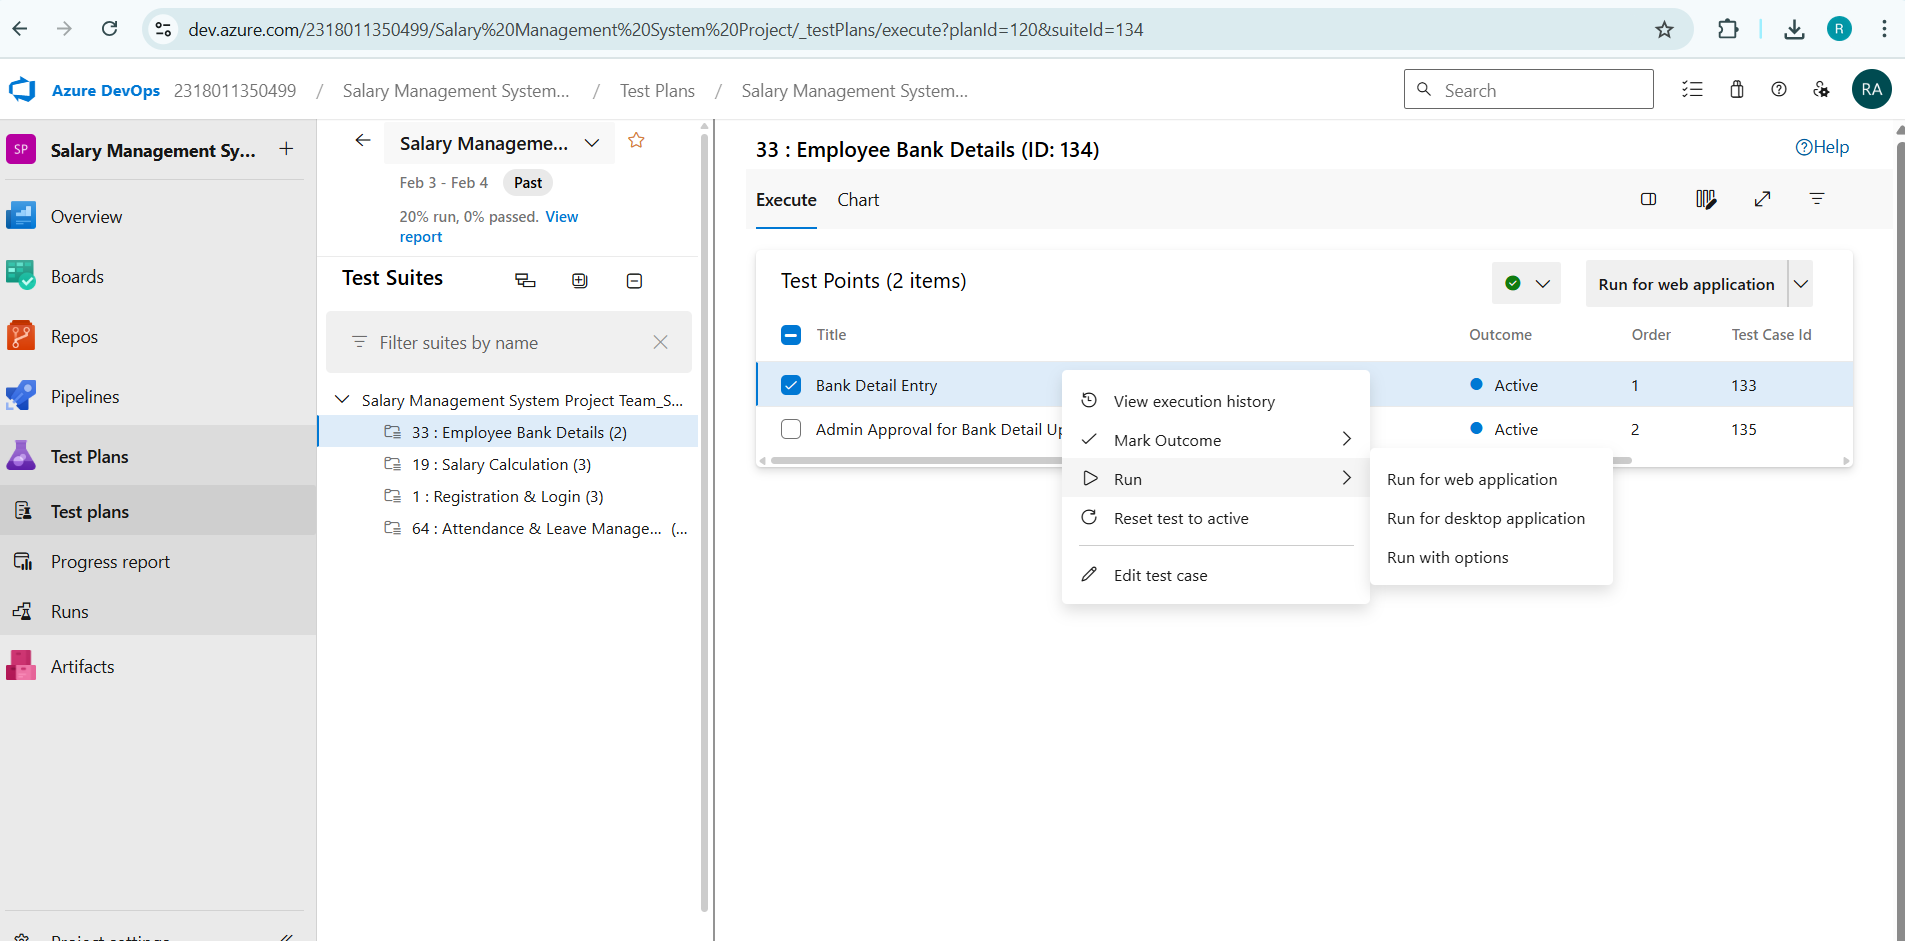 dev.azure.com/2318011350499/Salary%20Management%20System%20Project/_testPlans/execute?planId=120&suiteId=134
R
Azure DevOps 2318011350499 / Salary Management System... / Test Plans / Salary Management System...
Search
RA
SP
Salary Management Sy...
Overview
Boards
Repos
Pipelines
Test Plans
Test plans
Progress report
Runs
Artifacts
Project settings
Salary Manageme...
Feb 3 - Feb 4 Past
20% run, 0% passed. View
report
Test Suites
Filter suites by name
Salary Management System Project Team_S...
33 : Employee Bank Details (2)
19 : Salary Calculation (3)
1 : Registration & Login (3)
64 : Attendance & Leave Manage... (...
33 : Employee Bank Details (ID: 134)
Help
Execute Chart
Test Points (2 items)
Run for web application
Title Outcome Order Test Case Id
Bank Detail Entry Active 1 133
Admin Approval for Bank Detail Up Active 2 135
View execution history
Mark Outcome
Run
Reset test to active
Edit test case
Run for web application
Run for desktop application
Run with options